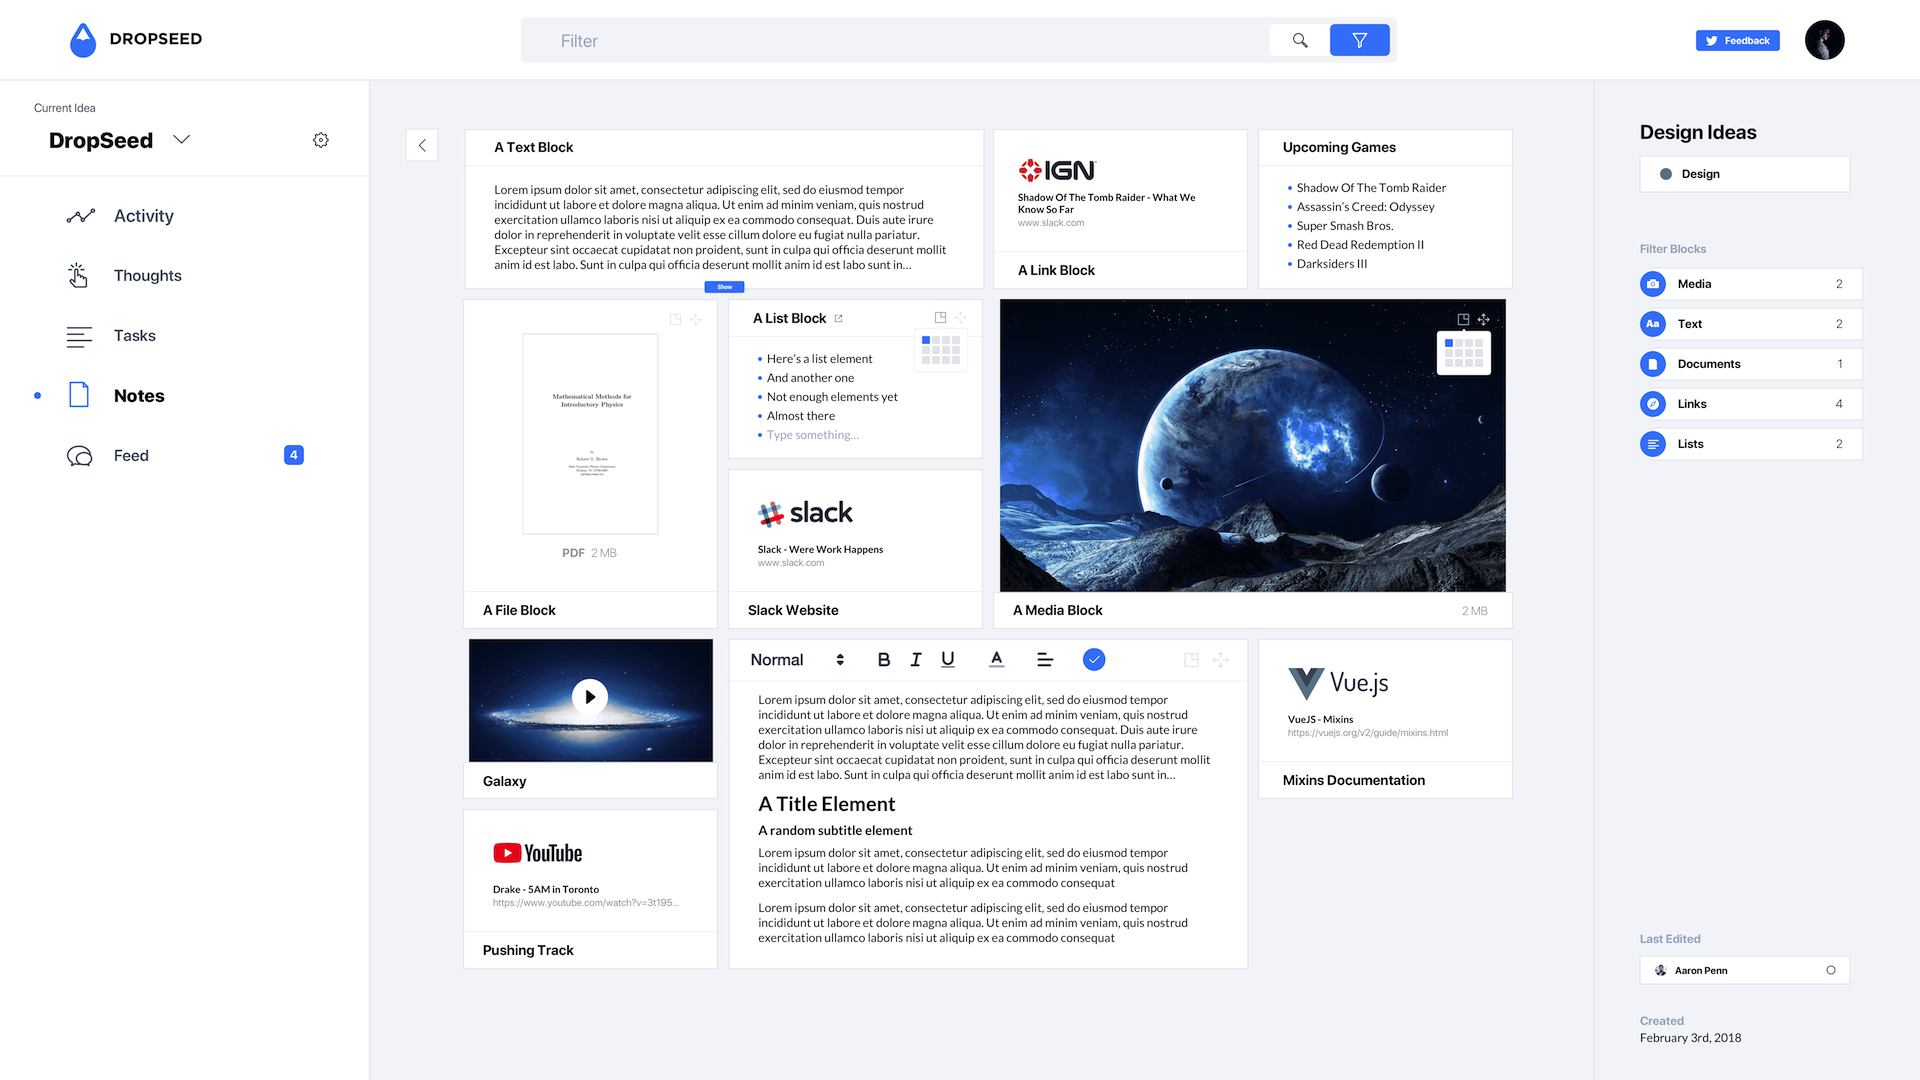 DROPSEED
Filter
Feedback
Current Idea
DropSeed
Activity
Thoughts
Tasks
Notes
Feed
4
A Text Block
Lorem ipsum dolor sit amet, consectetur adipiscing elit, sed do eiusmod tempor
incididunt ut labore et dolore magna aliqua. Ut enim ad minim veniam, quis nostrud
exercitation ullamco laboris nisi ut aliquip ex ea commodo consequat. Duis aute irure
dolor in reprehenderit in voluptate velit esse cillum dolore eu fugiat nulla pariatur.
Excepteur sint occaecat cupidatat non proident, sunt in culpa qui officia deserunt mollit
anim id est labo. Sunt in culpa qui officia deserunt mollit anim id est labo sunt in...
Show
IGN
Shadow Of The Tomb Raider - What We
Know So Far
www.slack.com
A Link Block
Upcoming Games
• Shadow Of The Tomb Raider
• Assassin's Creed: Odyssey
• Super Smash Bros.
• Red Dead Redemption II
• Darksiders III
Mathematical Methods for
Introductory Physics
by
Robert G. Brown
Duke University Physics Department
PDF 2 MB
A File Block
A List Block
• Here's a list element
• And another one
• Not enough elements yet
• Almost there
• Type something...
slack
Slack - Were Work Happens
www.slack.com
Slack Website
A Media Block
2 MB
Galaxy
YouTube
Drake - 5AM in Toronto
https://www.youtube.com/watch?v=3t195...
Pushing Track
Normal B I U A
Lorem ipsum dolor sit amet, consectetur adipiscing elit, sed do eiusmod tempor
incididunt ut labore et dolore magna aliqua. Ut enim ad minim veniam, quis nostrud
exercitation ullamco laboris nisi ut aliquip ex ea commodo consequat. Duis aute irure
dolor in reprehenderit in voluptate velit esse cillum dolore eu fugiat nulla pariatur.
Excepteur sint occaecat cupidatat non proident, sunt in culpa qui officia deserunt mollit
anim id est labo. Sunt in culpa qui officia deserunt mollit anim id est labo sunt in...
A Title Element
A random subtitle element
Lorem ipsum dolor sit amet, consectetur adipiscing elit, sed do eiusmod tempor
incididunt ut labore et dolore magna aliqua. Ut enim ad minim veniam, quis nostrud
exercitation ullamco laboris nisi ut aliquip ex ea commodo consequat
Lorem ipsum dolor sit amet, consectetur adipiscing elit, sed do eiusmod tempor
incididunt ut labore et dolore magna aliqua. Ut enim ad minim veniam, quis nostrud
exercitation ullamco laboris nisi ut aliquip ex ea commodo consequat
Vue.js
VueJS - Mixins
https://vuejs.org/v2/guide/mixins.html
Mixins Documentation
Design Ideas
Design
Filter Blocks
Media 2
Aa Text 2
Documents 1
Links 4
Lists 2
Last Edited
Aaron Penn
Created
February 3rd, 2018